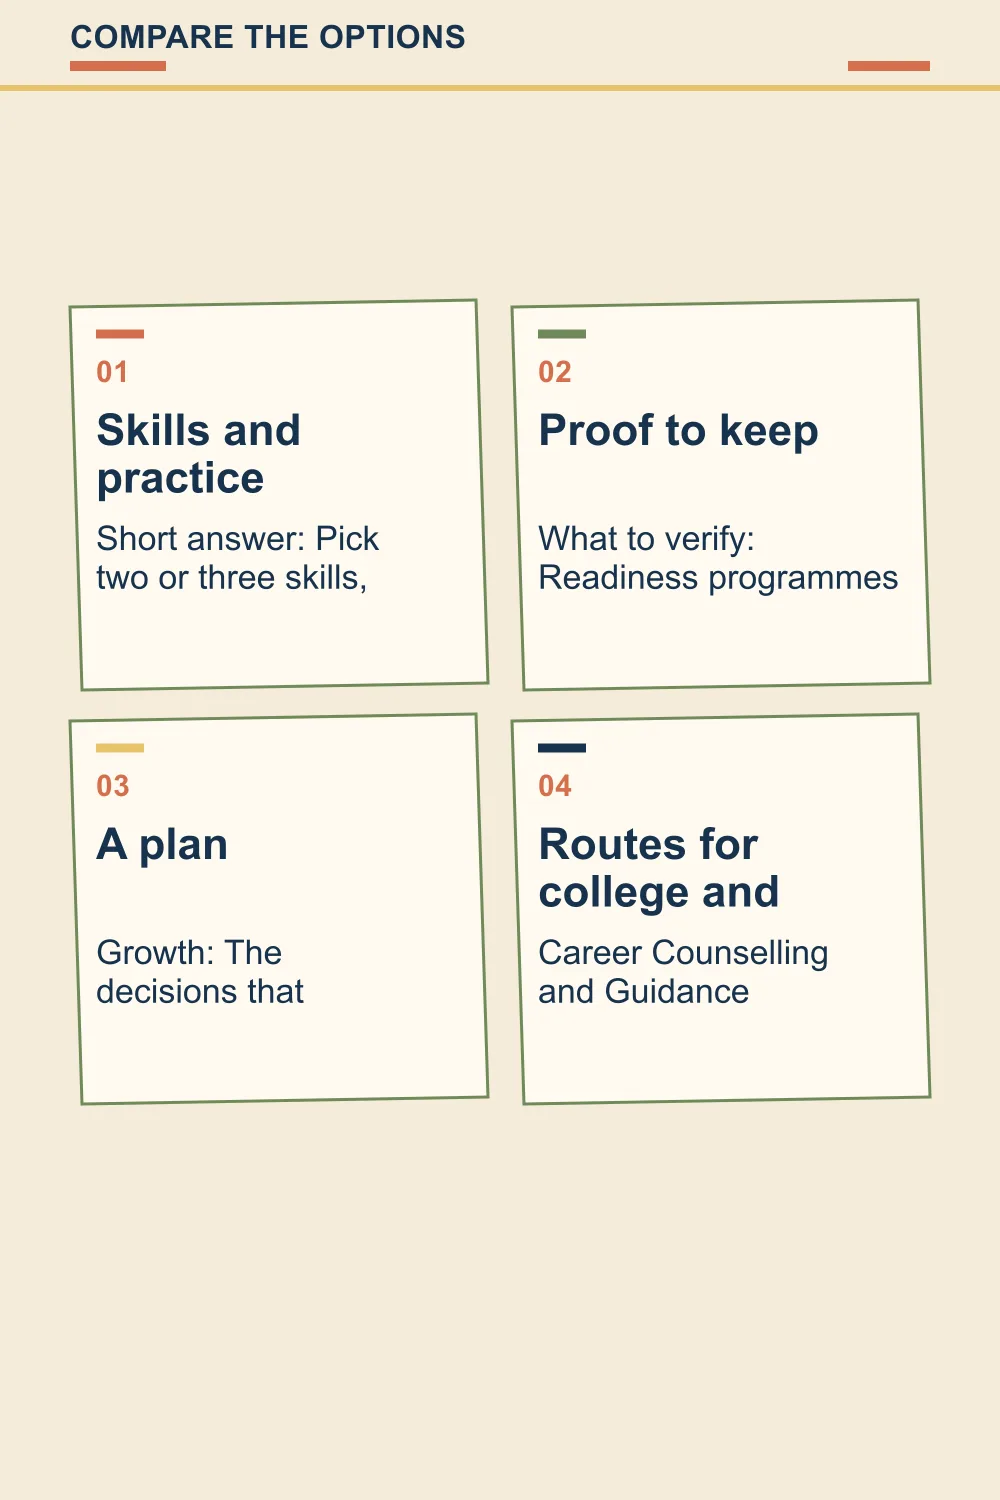 COMPARE THE OPTIONS
01
Skills and
practice
Short answer: Pick
two or three skills,
02
Proof to keep
What to verify:
Readiness programmes
03
A plan
Growth: The
decisions that
04
Routes for
college and
Career Counselling
and Guidance